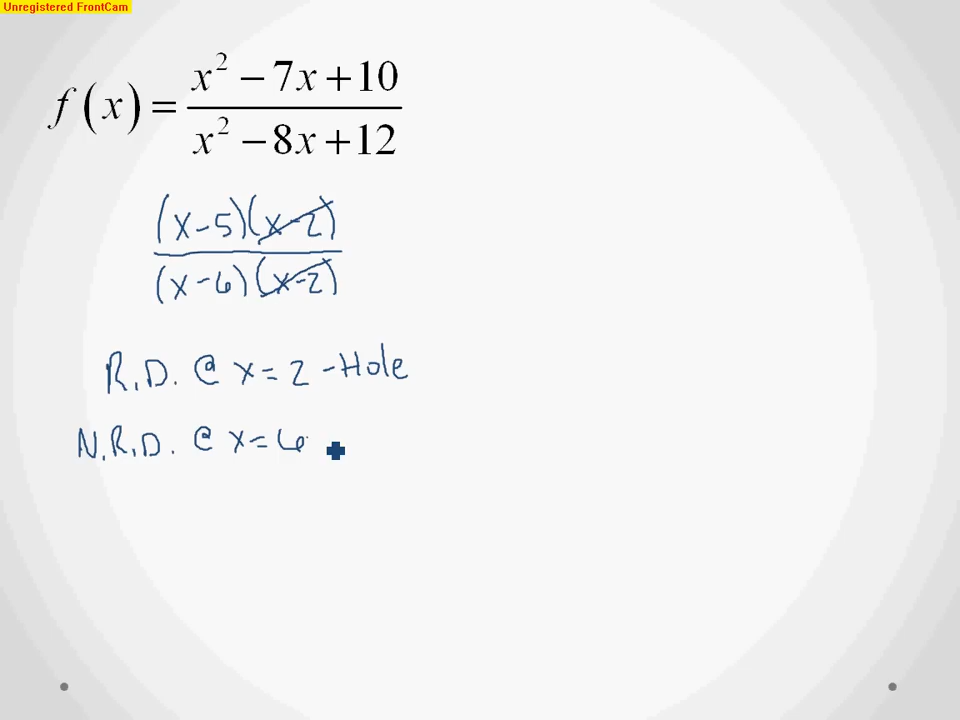 Unregistered FrontCam
f(x) = (x² − 7x + 10)/(x² − 8x + 12)
(x-5)(x-2)
(x-6)(x-2)
R.D. @ x=2 -Hole
N.R.D. @ x=6